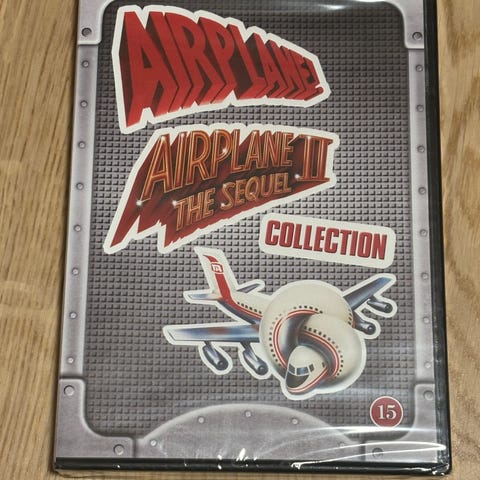 AIRPLANE!
AIRPLANE II
THE SEQUEL
COLLECTION
15